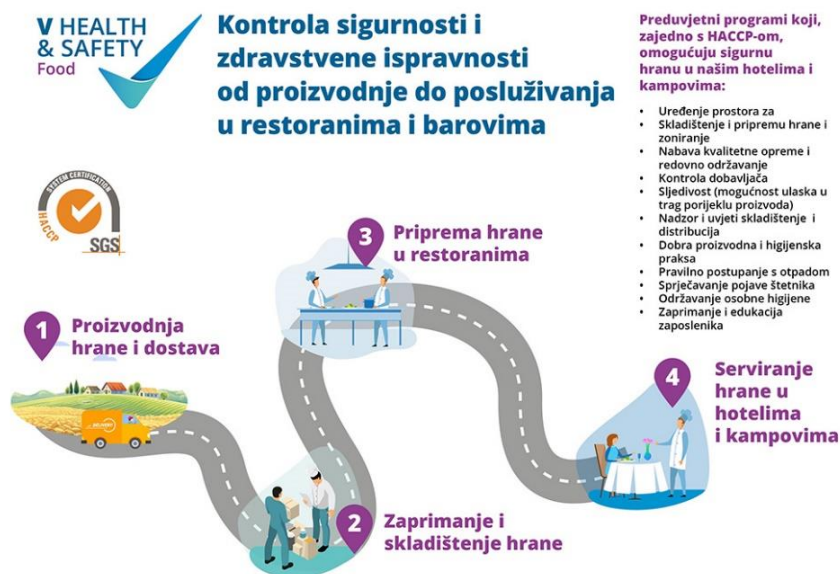 V HEALTH
& SAFETY
Food
Kontrola sigurnosti i
zdravstvene ispravnosti
od proizvodnje do posluživanja
u restoranima i barovima
Preduvjetni programi koji,
zajedno s HACCP-om,
omogućuju sigurnu
hranu u našim hotelima i
kampovima:
• Uređenje prostora za
• Skladištenje i pripremu hrane i
zoniranje
• Nabava kvalitetne opreme i
redovno održavanje
• Kontrola dobavljača
• Sljedivost (mogućnost ulaska u
trag porijeklu proizvoda)
• Nadzor i uvjeti skladištenje i
• distribucija
• Dobra proizvodna i higijenska
praksa
• Pravilno postupanje s otpadom
• Sprječavanje pojave štetnika
• Održavanje osobne higijene
• Zaprimanje i edukacija
zaposlenika
SYSTEM CERTIFICATION
HACCP
SGS
1 Proizvodnja
hrane i dostava
2 Zaprimanje i
skladištenje hrane
3 Priprema hrane
u restoranima
4 Serviranje
hrane u
hotelima
i kampovima